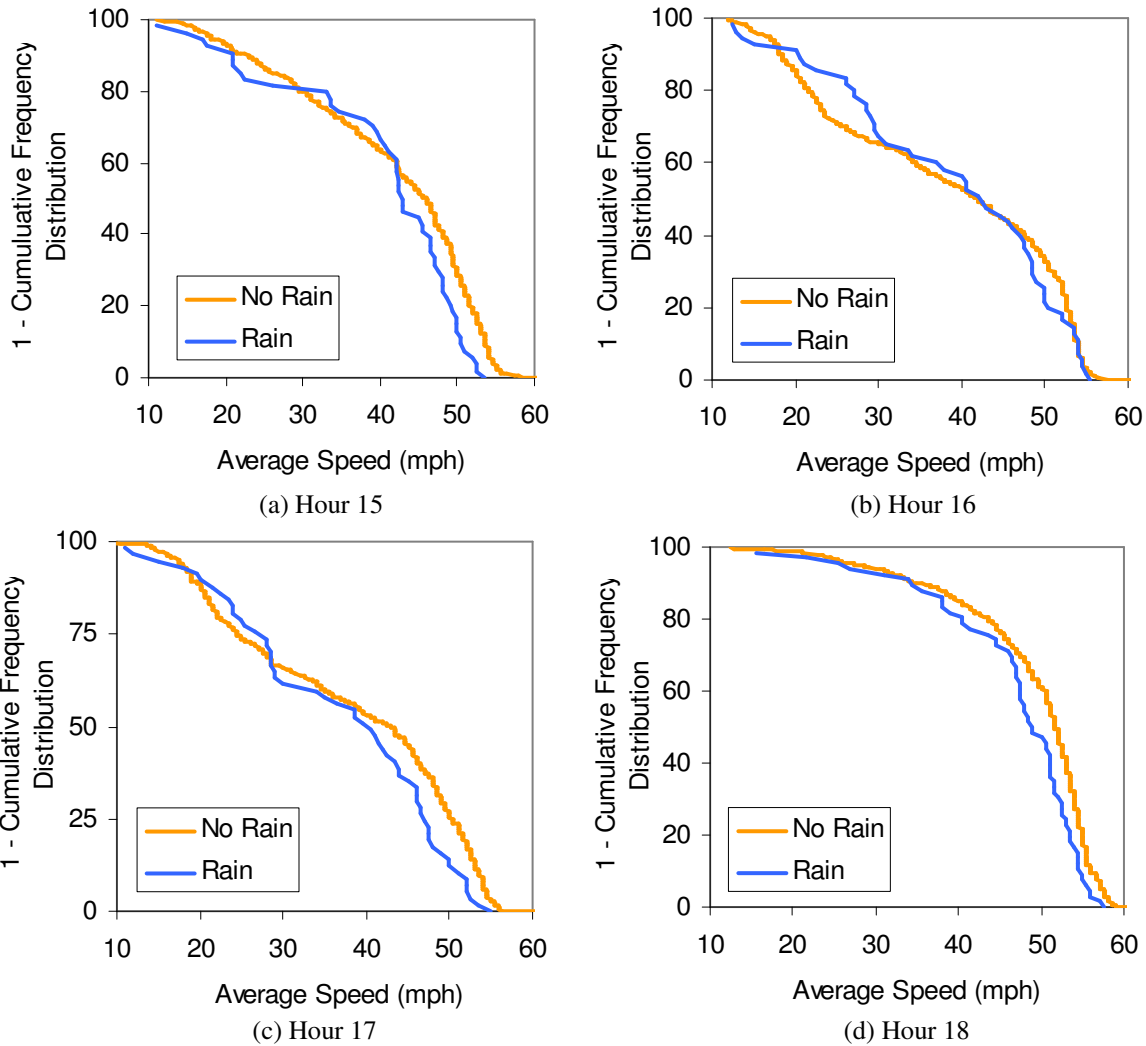 100
80
60
40
20
0
1 - Cumuluative Frequency
Distribution
No Rain
Rain
10 20 30 40 50 60
Average Speed (mph)
(a) Hour 15
100
80
60
40
20
0
1 - Cumulative Frequency
Distribution
No Rain
Rain
10 20 30 40 50 60
Average Speed (mph)
(b) Hour 16
100
75
50
25
0
1 - Cumulative Frequency
Distribution
No Rain
Rain
10 20 30 40 50 60
Average Speed (mph)
(c) Hour 17
100
80
60
40
20
0
1 - Cumulative Frequency
Distribution
No Rain
Rain
10 20 30 40 50 60
Average Speed (mph)
(d) Hour 18